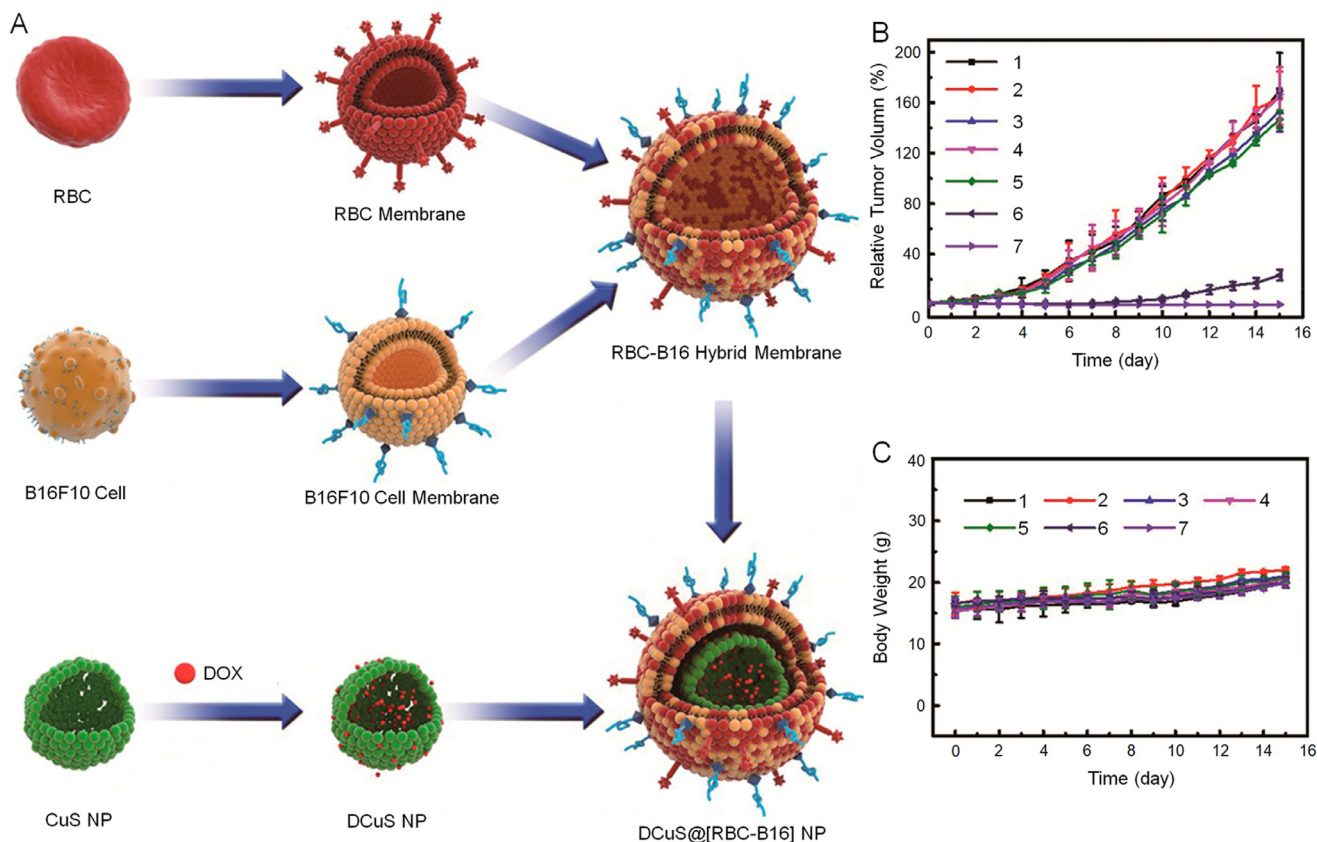 A
RBC
RBC Membrane
B16F10 Cell
B16F10 Cell Membrane
RBC-B16 Hybrid Membrane
CuS NP
DOX
DCuS NP
DCuS@[RBC-B16] NP
B
200
160
120
80
40
0
Relative Tumor Volumn (%)
1
2
3
4
5
6
7
0 2 4 6 8 10 12 14 16
Time (day)
C
40
30
20
10
0
Body Weight (g)
1 2 3 4
5 6 7
0 2 4 6 8 10 12 14 16
Time (day)